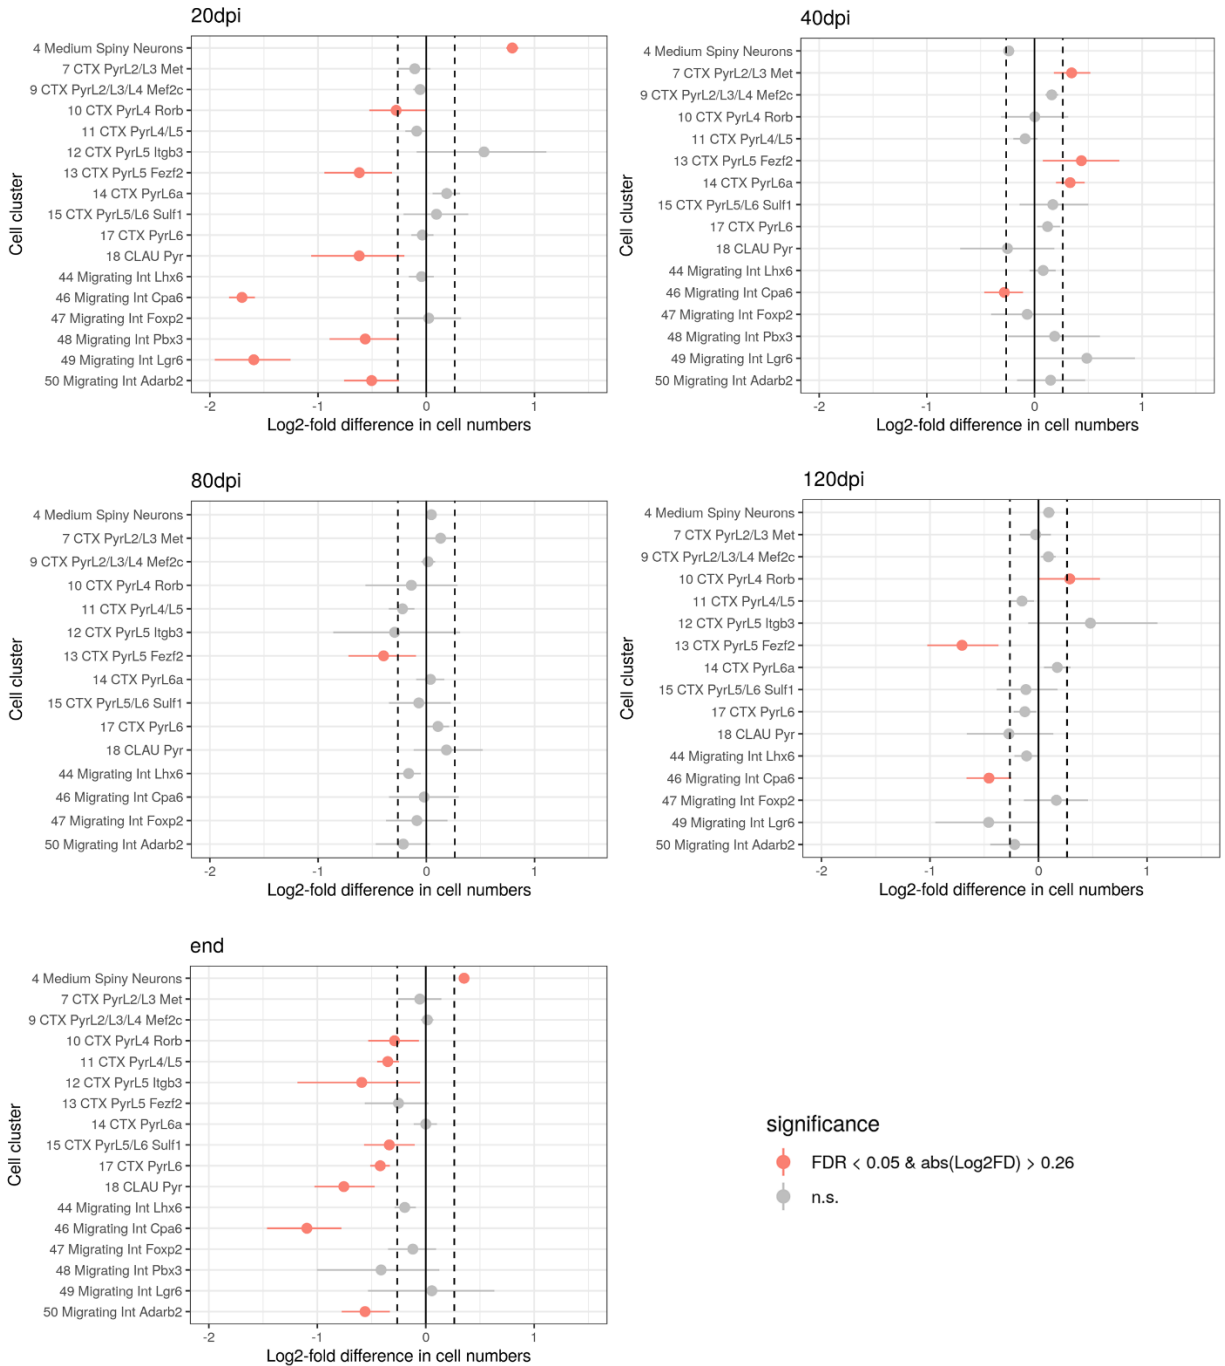 20dpi
Cell cluster
4 Medium Spiny Neurons
7 CTX PyrL2/L3 Met
9 CTX PyrL2/L3/L4 Mef2c
10 CTX PyrL4 Rorb
11 CTX PyrL4/L5
12 CTX PyrL5 Itgb3
13 CTX PyrL5 Fezf2
14 CTX PyrL6a
15 CTX PyrL5/L6 Sulf1
17 CTX PyrL6
18 CLAU Pyr
44 Migrating Int Lhx6
46 Migrating Int Cpa6
47 Migrating Int Foxp2
48 Migrating Int Pbx3
49 Migrating Int Lgr6
50 Migrating Int Adarb2
-2 -1 0 1
Log2-fold difference in cell numbers
40dpi
Cell cluster
4 Medium Spiny Neurons
7 CTX PyrL2/L3 Met
9 CTX PyrL2/L3/L4 Mef2c
10 CTX PyrL4 Rorb
11 CTX PyrL4/L5
13 CTX PyrL5 Fezf2
14 CTX PyrL6a
15 CTX PyrL5/L6 Sulf1
17 CTX PyrL6
18 CLAU Pyr
44 Migrating Int Lhx6
46 Migrating Int Cpa6
47 Migrating Int Foxp2
48 Migrating Int Pbx3
49 Migrating Int Lgr6
50 Migrating Int Adarb2
-2 -1 0 1
Log2-fold difference in cell numbers
80dpi
Cell cluster
4 Medium Spiny Neurons
7 CTX PyrL2/L3 Met
9 CTX PyrL2/L3/L4 Mef2c
10 CTX PyrL4 Rorb
11 CTX PyrL4/L5
12 CTX PyrL5 Itgb3
13 CTX PyrL5 Fezf2
14 CTX PyrL6a
15 CTX PyrL5/L6 Sulf1
17 CTX PyrL6
18 CLAU Pyr
44 Migrating Int Lhx6
46 Migrating Int Cpa6
47 Migrating Int Foxp2
50 Migrating Int Adarb2
-2 -1 0 1
Log2-fold difference in cell numbers
120dpi
Cell cluster
4 Medium Spiny Neurons
7 CTX PyrL2/L3 Met
9 CTX PyrL2/L3/L4 Mef2c
10 CTX PyrL4 Rorb
11 CTX PyrL4/L5
12 CTX PyrL5 Itgb3
13 CTX PyrL5 Fezf2
14 CTX PyrL6a
15 CTX PyrL5/L6 Sulf1
17 CTX PyrL6
18 CLAU Pyr
44 Migrating Int Lhx6
46 Migrating Int Cpa6
47 Migrating Int Foxp2
49 Migrating Int Lgr6
50 Migrating Int Adarb2
-2 -1 0 1
Log2-fold difference in cell numbers
end
Cell cluster
4 Medium Spiny Neurons
7 CTX PyrL2/L3 Met
9 CTX PyrL2/L3/L4 Mef2c
10 CTX PyrL4 Rorb
11 CTX PyrL4/L5
12 CTX PyrL5 Itgb3
13 CTX PyrL5 Fezf2
14 CTX PyrL6a
15 CTX PyrL5/L6 Sulf1
17 CTX PyrL6
18 CLAU Pyr
44 Migrating Int Lhx6
46 Migrating Int Cpa6
47 Migrating Int Foxp2
48 Migrating Int Pbx3
49 Migrating Int Lgr6
50 Migrating Int Adarb2
-2 -1 0 1
Log2-fold difference in cell numbers
significance
FDR < 0.05 & abs(Log2FD) > 0.26
n.s.